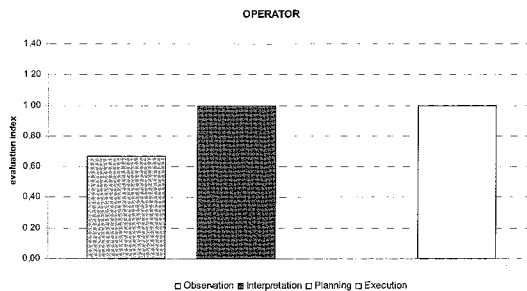 OPERATOR
1,40
1.20
1.00
0,80
0,60
0,40
0.20
0,00
evaluation index
Observation Interpretation Planning Execution